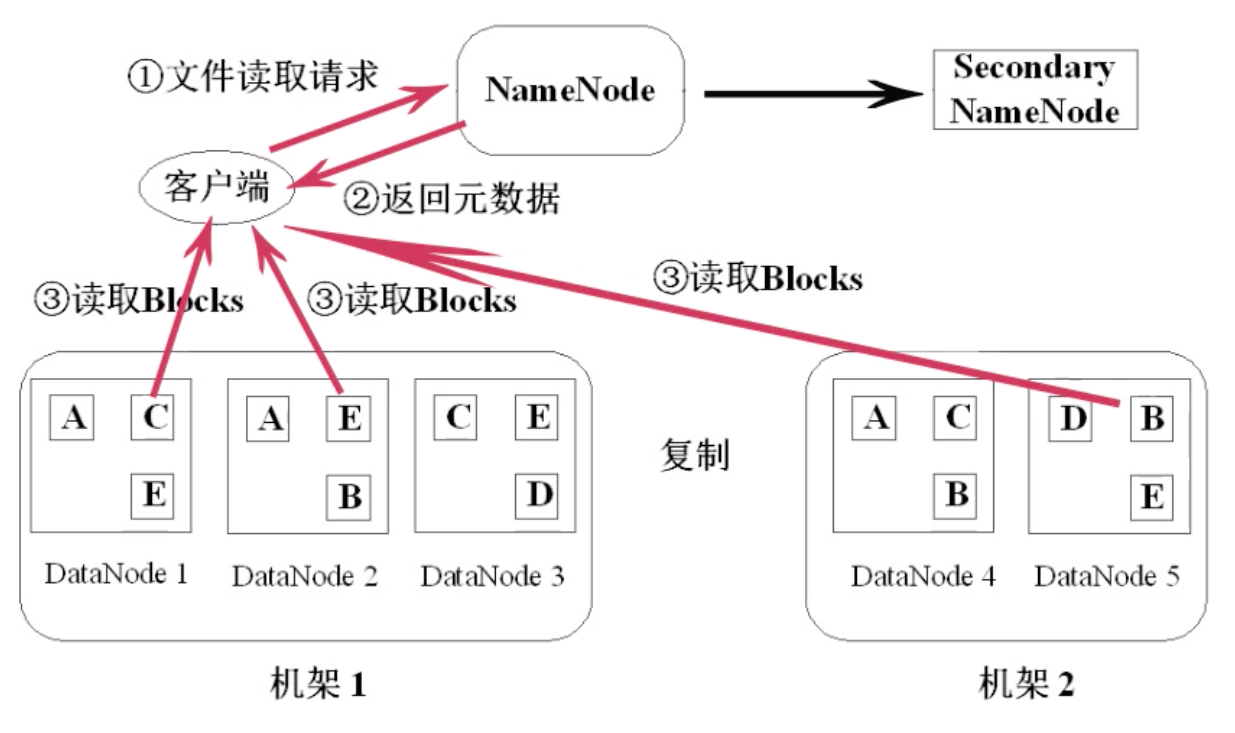 ①文件读取请求
NameNode
Secondary
NameNode
客户端
②返回元数据
③读取Blocks
③读取Blocks
③读取Blocks
A
C
E
A
E
B
C
E
D
复制
A
C
B
D
B
E
DataNode 1
DataNode 2
DataNode 3
DataNode 4
DataNode 5
机架 1
机架 2